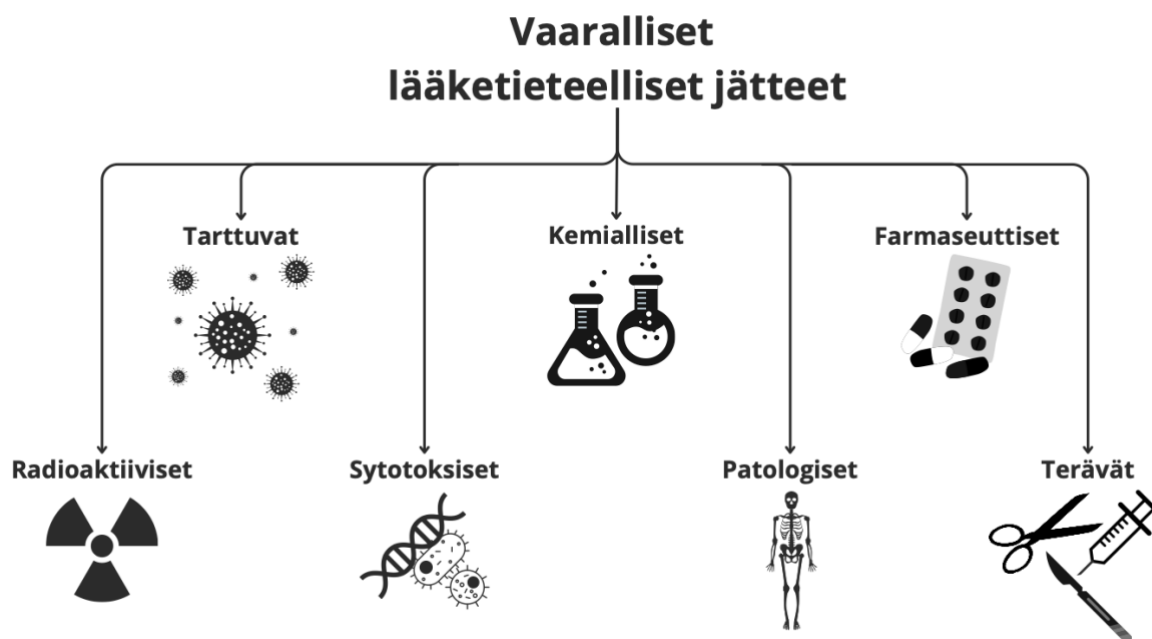 Vaaralliset
lääketieteelliset jätteet
Tarttuvat
Kemialliset
Farmaseuttiset
Radioaktiiviset
Sytotoksiset
Patologiset
Terävät